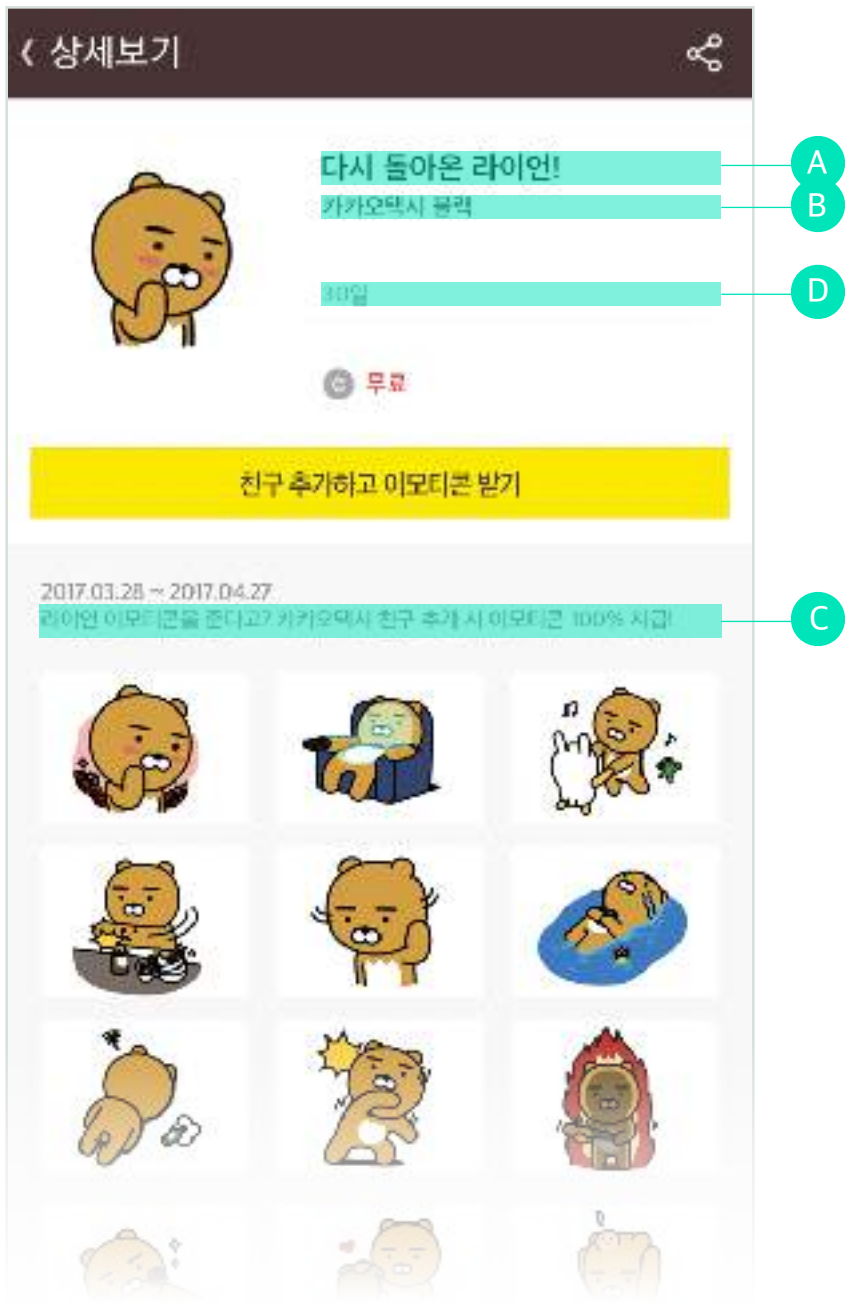 상세보기
다시 돌아온 라이언!
A
카카오택시 블랙
B
30일
D
무료
친구 추가하고 이모티콘 받기
2017.03.28 ~ 2017.04.27
라이언 이모티콘을 준다고? 카카오택시 친구 추가 시 이모티콘 100% 지급!
C